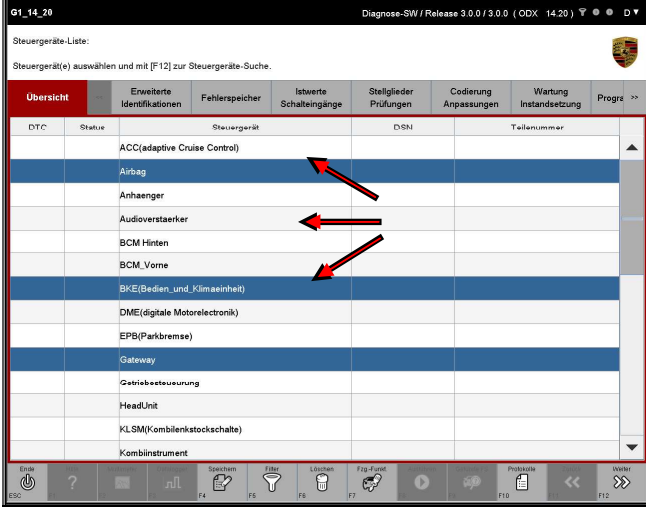 G1_14_20 Diagnose-SW / Release 3.0.0 / 3.0.0 ( ODX 14.20 ) D
Steuergeräte-Liste:
Steuergerät(e) auswählen und mit [F12] zur Steuergeräte-Suche.
Übersicht
Erweiterte Identifikationen
Fehlerspeicher
Istwerte Schalteingänge
Stellglieder Prüfungen
Codierung Anpassungen
Wartung Instandsetzung
Progra >>
DTC Status Steuergerät DSN Teilenummer
ACC(adaptive Cruise Control)
Airbag
Anhaenger
Audioverstaerker
BCM Hinten
BCM_Vorne
BKE(Bedien_und_Klimaeinheit)
DME(digitale Motorelectronik)
EPB(Parkbremse)
Gateway
Getriebesteueurung
HeadUnit
KLSM(Kombilenkstockschalte)
Kombiinstrument
Ende Speichern Filter Löschen Fzg.-Funkt. Protokolle Weiter
ESC F4 F5 F6 F7 F10 F12